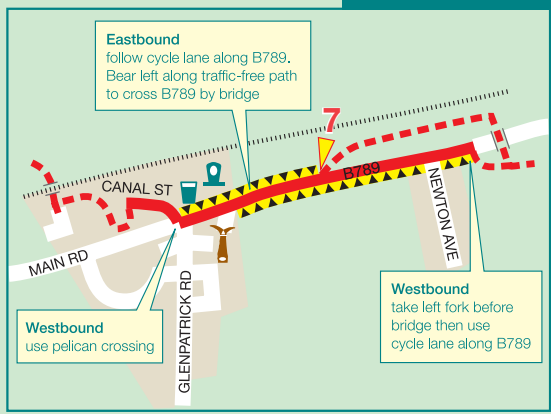 Eastbound
follow cycle lane along B789.
Bear left along traffic-free path
to cross B789 by bridge
7
B789
CANAL ST
NEWTON AVE
MAIN RD
GLENPATRICK RD
Westbound
take left fork before
bridge then use
cycle lane along B789
Westbound
use pelican crossing